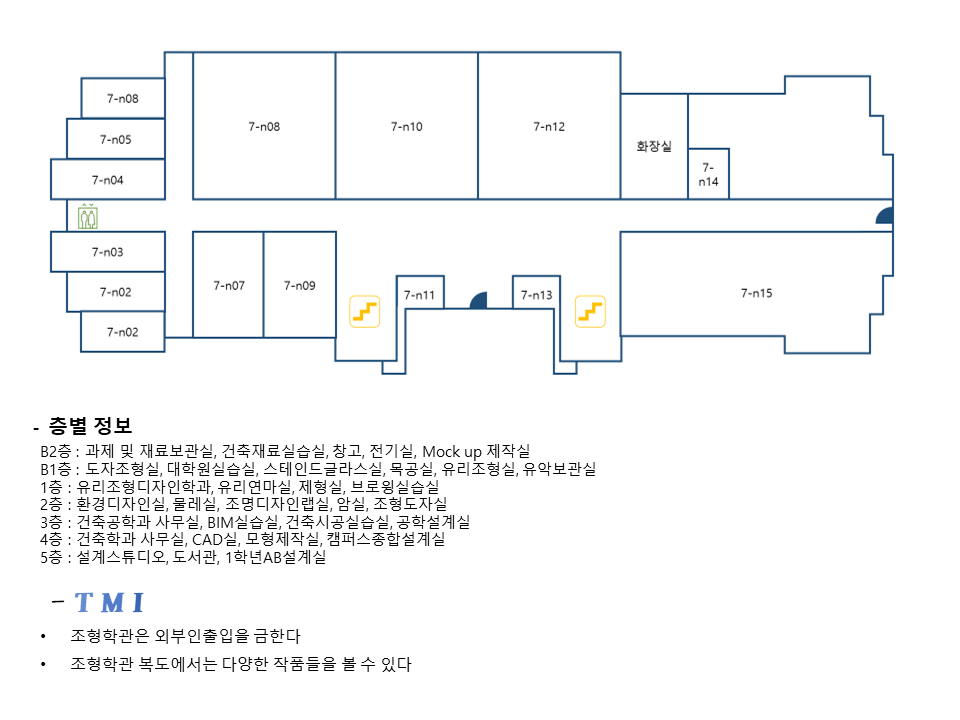 7-n08
7-n05
7-n04
7-n03
7-n02
7-n02
7-n08
7-n10
7-n12
화장실
7-
n14
7-n07
7-n09
7-n11
7-n13
7-n15
- 층별 정보
B2층 : 과제 및 재료보관실, 건축재료실습실, 창고, 전기실, Mock up 제작실
B1층 : 도자조형실, 대학원실습실, 스테인드글라스실, 목공실, 유리조형실, 유약보관실
1층 : 유리조형디자인학과, 유리연마실, 제형실, 브로윙실습실
2층 : 환경디자인실, 물레실, 조명디자인랩실, 암실, 조형도자실
3층 : 건축공학과 사무실, BIM실습실, 건축시공실습실, 공학설계실
4층 : 건축학과 사무실, CAD실, 모형제작실, 캠퍼스종합설계실
5층 : 설계스튜디오, 도서관, 1학년AB설계실
- TMI
• 조형학관은 외부인출입을 금한다
• 조형학관 복도에서는 다양한 작품들을 볼 수 있다